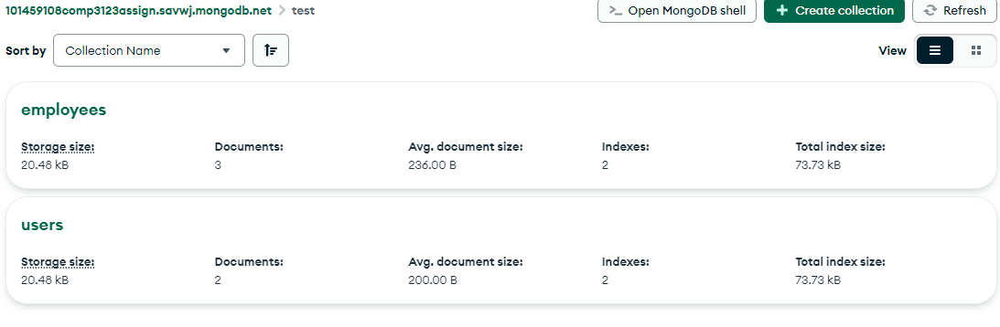 101459108comp3123assign.savwj.mongodb.net > test
>_ Open MongoDB shell
+ Create collection
Refresh
Sort by
Collection Name
View
employees
Storage size: Documents: Avg. document size: Indexes: Total index size:
20.48 kB 3 236.00 B 2 73.73 kB
users
Storage size: Documents: Avg. document size: Indexes: Total index size:
20.48 kB 2 200.00 B 2 73.73 kB